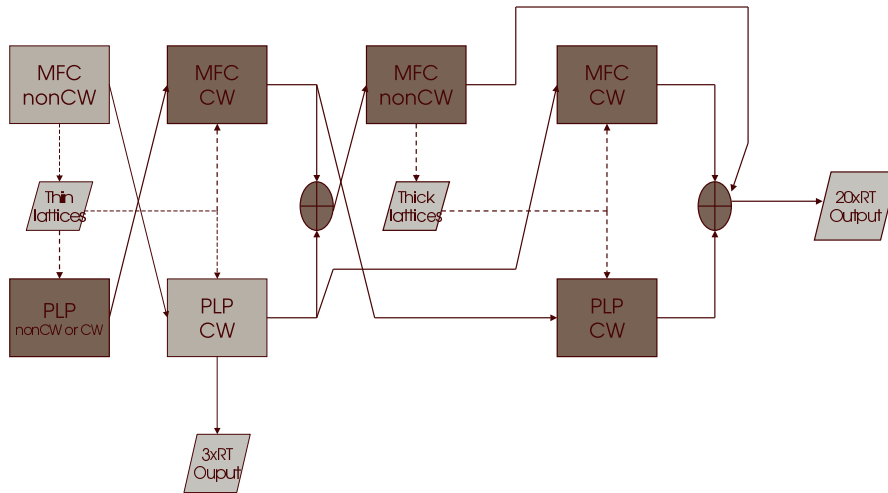 MFC
nonCW
MFC
CW
MFC
nonCW
MFC
CW
Thin
lattices
Thick
lattices
20xRT
Output
PLP
nonCW or CW
PLP
CW
PLP
CW
3xRT
Ouput